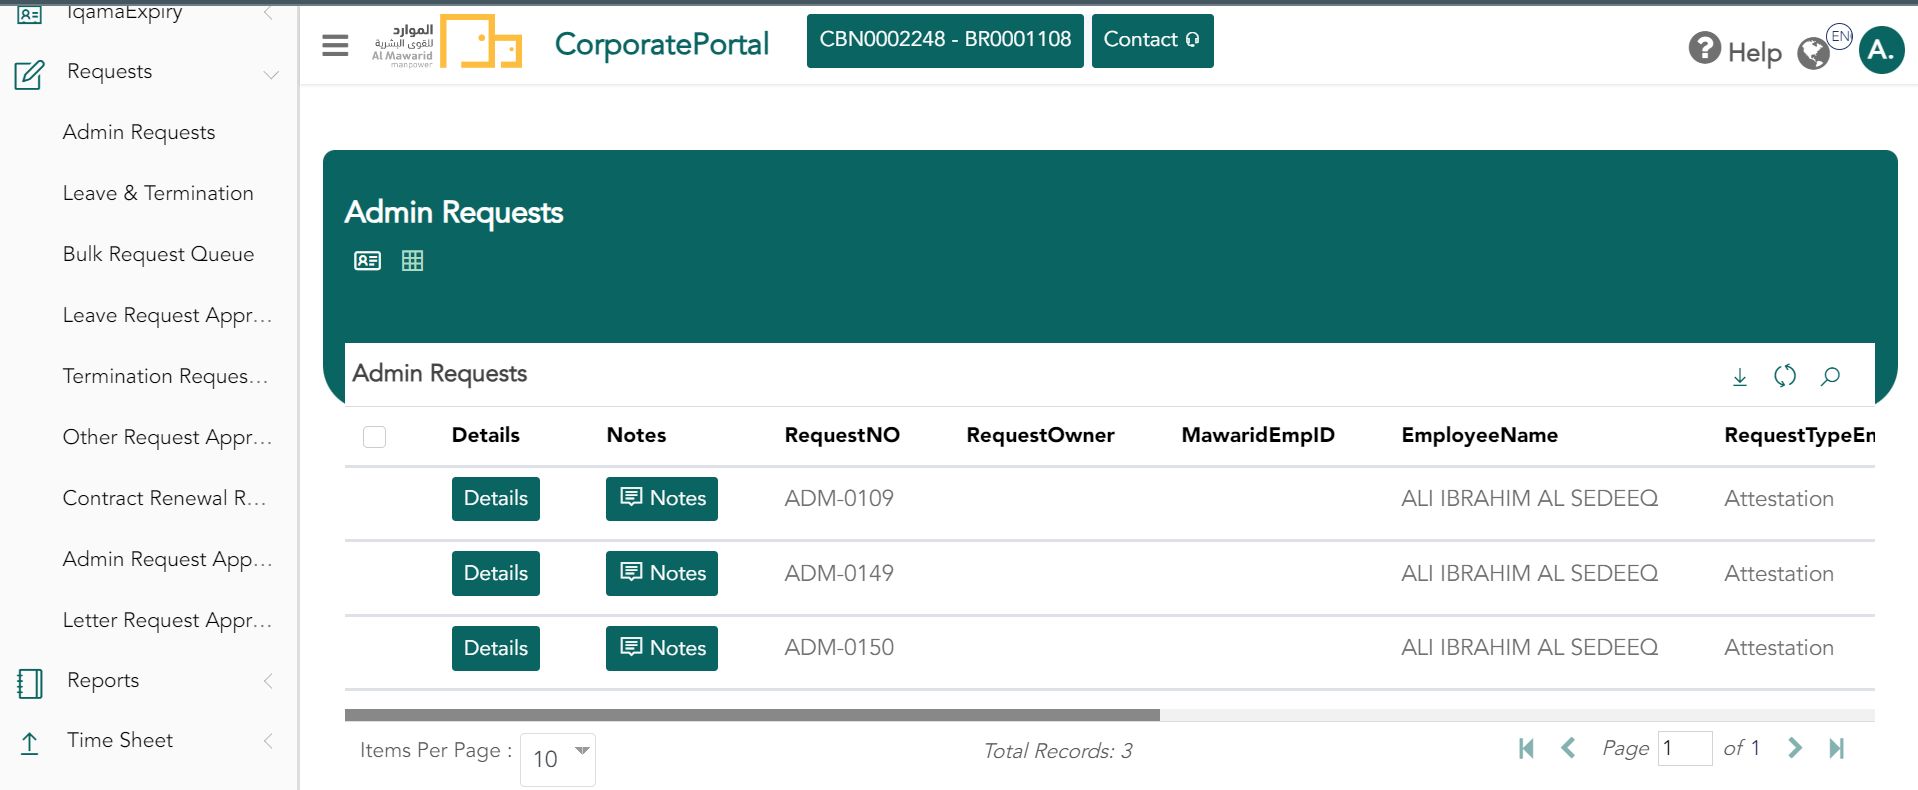 IqamaExpiry
Requests
Admin Requests
Leave & Termination
Bulk Request Queue
Leave Request Appr...
Termination Reques...
Other Request Appr...
Contract Renewal R...
Admin Request App...
Letter Request Appr...
Reports
Time Sheet
الموارد
للقوى البشرية
Al Mawarid
manpower
CorporatePortal
CBN0002248 - BR0001108
Contact
Help
EN
A.
Admin Requests
Admin Requests
Details Notes RequestNO RequestOwner MawaridEmpID EmployeeName RequestTypeEn
Details Notes ADM-0109 ALI IBRAHIM AL SEDEEQ Attestation
Details Notes ADM-0149 ALI IBRAHIM AL SEDEEQ Attestation
Details Notes ADM-0150 ALI IBRAHIM AL SEDEEQ Attestation
Items Per Page : 10 Total Records: 3 Page 1 of 1